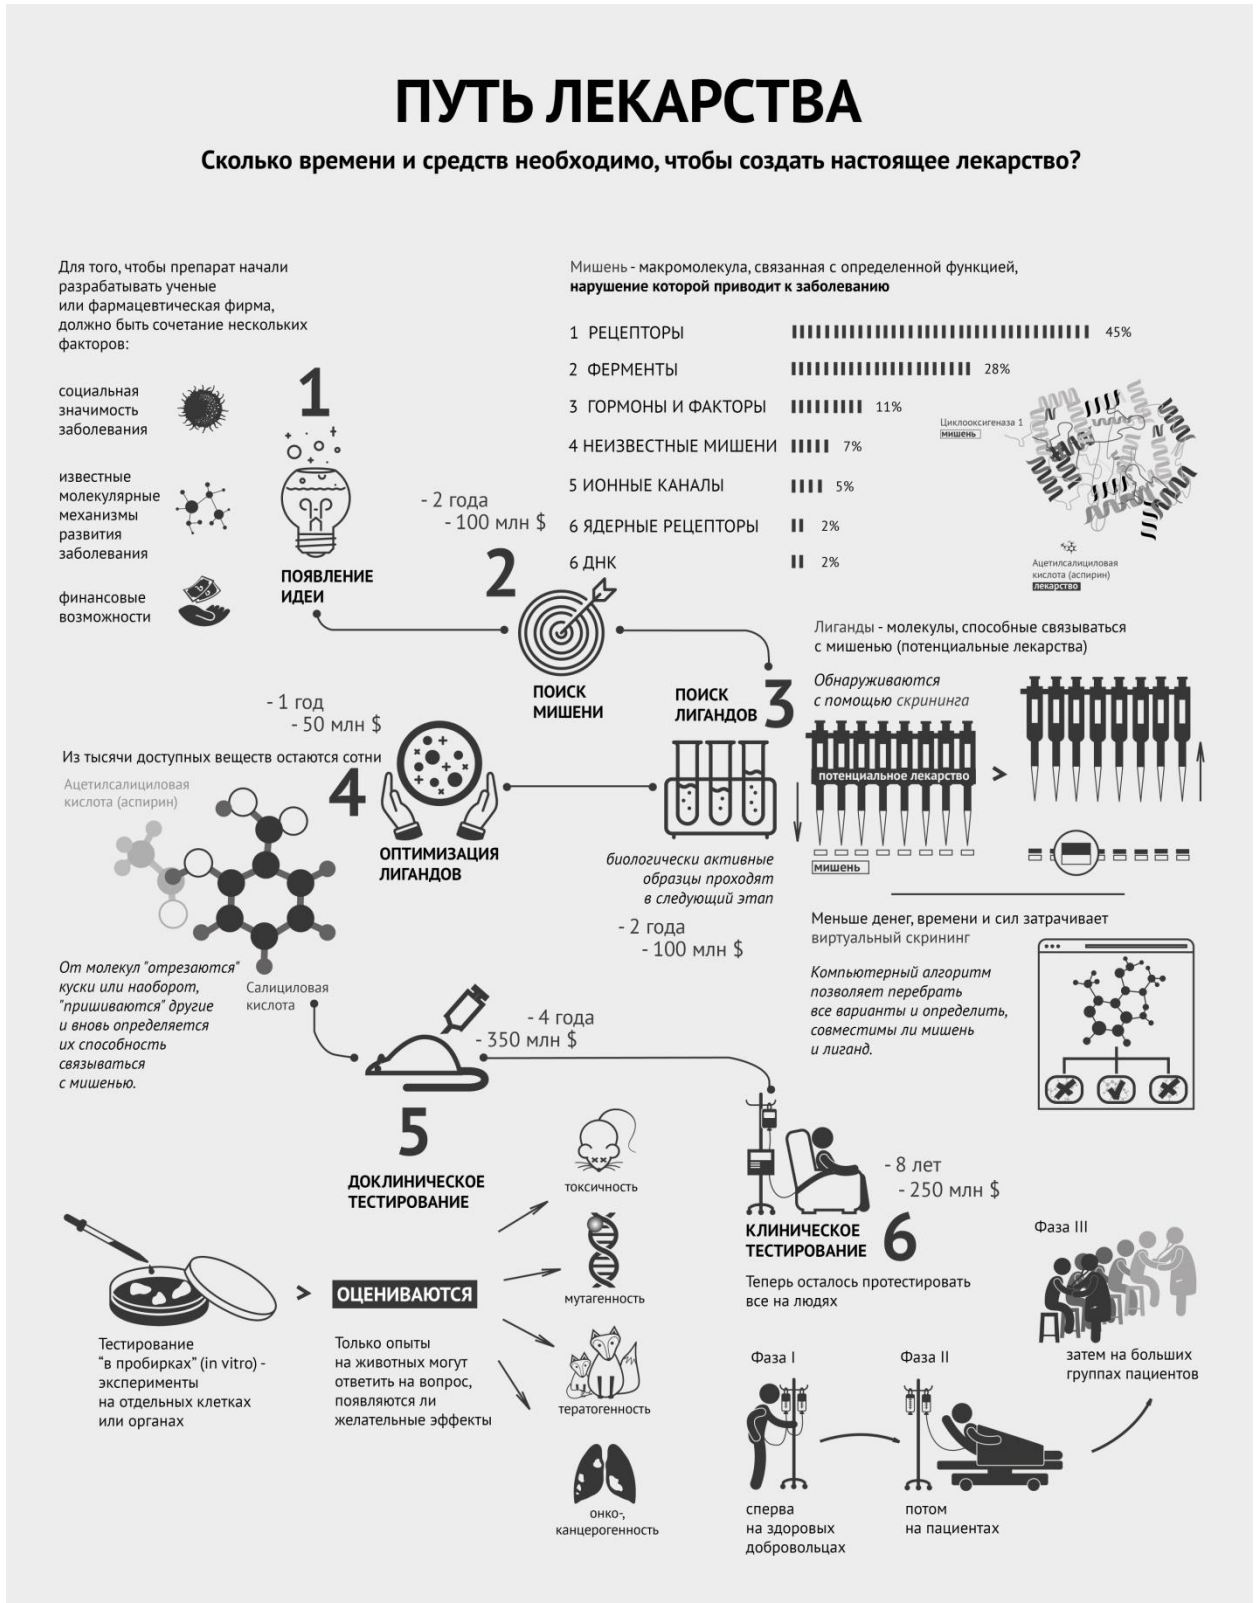 ПУТЬ ЛЕКАРСТВА
Сколько времени и средств необходимо, чтобы создать настоящее лекарство?
Для того, чтобы препарат начали
разрабатывать ученые
или фармацевтическая фирма,
должно быть сочетание нескольких
факторов:
социальная
значимость
заболевания
известные
молекулярные
механизмы
развития
заболевания
финансовые
возможности
1
ПОЯВЛЕНИЕ
ИДЕИ
- 2 года
- 100 млн $
2
ПОИСК
МИШЕНИ
Мишень - макромолекула, связанная с определенной функцией,
нарушение которой приводит к заболеванию
1 РЕЦЕПТОРЫ 45%
2 ФЕРМЕНТЫ 28%
3 ГОРМОНЫ И ФАКТОРЫ 11%
4 НЕИЗВЕСТНЫЕ МИШЕНИ 7%
5 ИОННЫЕ КАНАЛЫ 5%
6 ЯДЕРНЫЕ РЕЦЕПТОРЫ 2%
6 ДНК 2%
Циклооксигеназа 1
мишень
Ацетилсалициловая
кислота (аспирин)
лекарство
ПОИСК
ЛИГАНДОВ
3
Лиганды - молекулы, способные связываться
с мишенью (потенциальные лекарства)
Обнаруживаются
с помощью скрининга
потенциальное лекарство
>
мишень
биологически активные
образцы проходят
в следующий этап
- 2 года
- 100 млн $
Меньше денег, времени и сил затрачивает
виртуальный скрининг
Компьютерный алгоритм
позволяет перебрать
все варианты и определить,
совместимы ли мишень
и лиганд.
- 1 год
- 50 млн $
Из тысячи доступных веществ остаются сотни
4
ОПТИМИЗАЦИЯ
ЛИГАНДОВ
Ацетилсалициловая
кислота (аспирин)
Салициловая
кислота
От молекул "отрезаются"
куски или наоборот,
"пришиваются" другие
и вновь определяется
их способность
связываться
с мишенью.
- 4 года
- 350 млн $
5
ДОКЛИНИЧЕСКОЕ
ТЕСТИРОВАНИЕ
Тестирование
“в пробирках” (in vitro) -
эксперименты
на отдельных клетках
или органах
>
ОЦЕНИВАЮТСЯ
Только опыты
на животных могут
ответить на вопрос,
появляются ли
желательные эффекты
токсичность
мутагенность
тератогенность
онко-,
канцерогенность
- 8 лет
- 250 млн $
КЛИНИЧЕСКОЕ
ТЕСТИРОВАНИЕ
6
Теперь осталось протестировать
все на людях
Фаза I
сперва
на здоровых
добровольцах
Фаза II
потом
на пациентах
Фаза III
затем на больших
группах пациентов